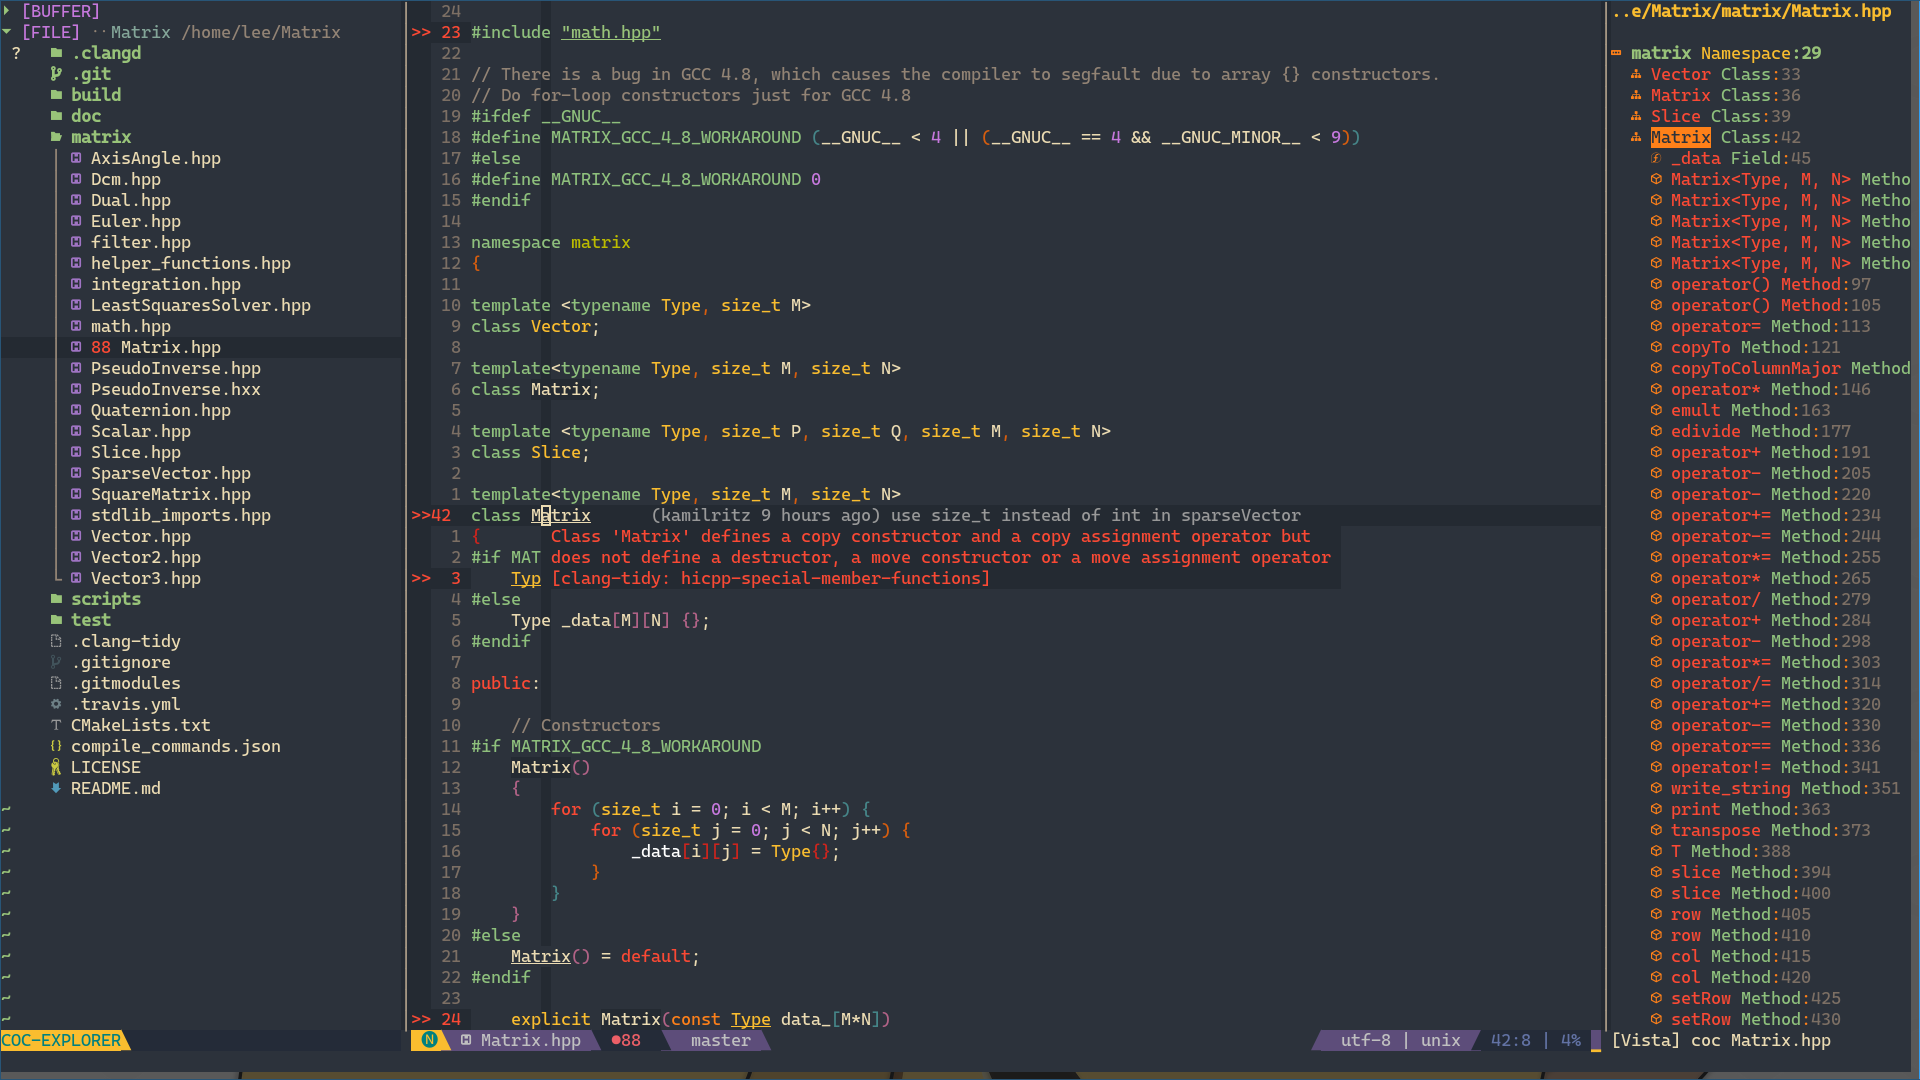 [BUFFER]
[FILE] ··Matrix /home/lee/Matrix
? .clangd
.git
build
doc
matrix
AxisAngle.hpp
Dcm.hpp
Dual.hpp
Euler.hpp
filter.hpp
helper_functions.hpp
integration.hpp
LeastSquaresSolver.hpp
math.hpp
88 Matrix.hpp
PseudoInverse.hpp
PseudoInverse.hxx
Quaternion.hpp
Scalar.hpp
Slice.hpp
SparseVector.hpp
SquareMatrix.hpp
stdlib_imports.hpp
Vector.hpp
Vector2.hpp
Vector3.hpp
scripts
test
.clang-tidy
.gitignore
.gitmodules
.travis.yml
CMakeLists.txt
compile_commands.json
LICENSE
README.md
~
~
~
~
~
~
~
~
~
~
~
COC-EXPLORER
24
>> 23 #include "math.hpp"
22
21 // There is a bug in GCC 4.8, which causes the compiler to segfault due to array {} constructors.
20 // Do for-loop constructors just for GCC 4.8
19 #ifdef __GNUC__
18 #define MATRIX_GCC_4_8_WORKAROUND (__GNUC__ < 4 || (__GNUC__ == 4 && __GNUC_MINOR__ < 9))
17 #else
16 #define MATRIX_GCC_4_8_WORKAROUND 0
15 #endif
14
13 namespace matrix
12 {
11
10 template <typename Type, size_t M>
9 class Vector;
8
7 template<typename Type, size_t M, size_t N>
6 class Matrix;
5
4 template <typename Type, size_t P, size_t Q, size_t M, size_t N>
3 class Slice;
2
1 template<typename Type, size_t M, size_t N>
>>42 class Matrix (kamilritz 9 hours ago) use size_t instead of int in sparseVector
1 { Class 'Matrix' defines a copy constructor and a copy assignment operator but
2 #if MAT does not define a destructor, a move constructor or a move assignment operator
>> 3 Typ [clang-tidy: hicpp-special-member-functions]
4 #else
5 Type _data[M][N] {};
6 #endif
7
8 public:
9
10 // Constructors
11 #if MATRIX_GCC_4_8_WORKAROUND
12 Matrix()
13 {
14 for (size_t i = 0; i < M; i++) {
15 for (size_t j = 0; j < N; j++) {
16 _data[i][j] = Type{};
17 }
18 }
19 }
20 #else
21 Matrix() = default;
22 #endif
23
>> 24 explicit Matrix(const Type data_[M*N])
N Matrix.hpp 88 master utf-8 | unix 42:8 | 4%
..e/Matrix/matrix/Matrix.hpp
matrix Namespace:29
Vector Class:33
Matrix Class:36
Slice Class:39
Matrix Class:42
_data Field:45
Matrix<Type, M, N> Metho
Matrix<Type, M, N> Metho
Matrix<Type, M, N> Metho
Matrix<Type, M, N> Metho
Matrix<Type, M, N> Metho
operator() Method:97
operator() Method:105
operator= Method:113
copyTo Method:121
copyToColumnMajor Method
operator* Method:146
emult Method:163
edivide Method:177
operator+ Method:191
operator- Method:205
operator- Method:220
operator+= Method:234
operator-= Method:244
operator*= Method:255
operator* Method:265
operator/ Method:279
operator+ Method:284
operator- Method:298
operator*= Method:303
operator/= Method:314
operator+= Method:320
operator-= Method:330
operator== Method:336
operator!= Method:341
write_string Method:351
print Method:363
transpose Method:373
T Method:388
slice Method:394
slice Method:400
row Method:405
row Method:410
col Method:415
col Method:420
setRow Method:425
setRow Method:430
[Vista] coc Matrix.hpp